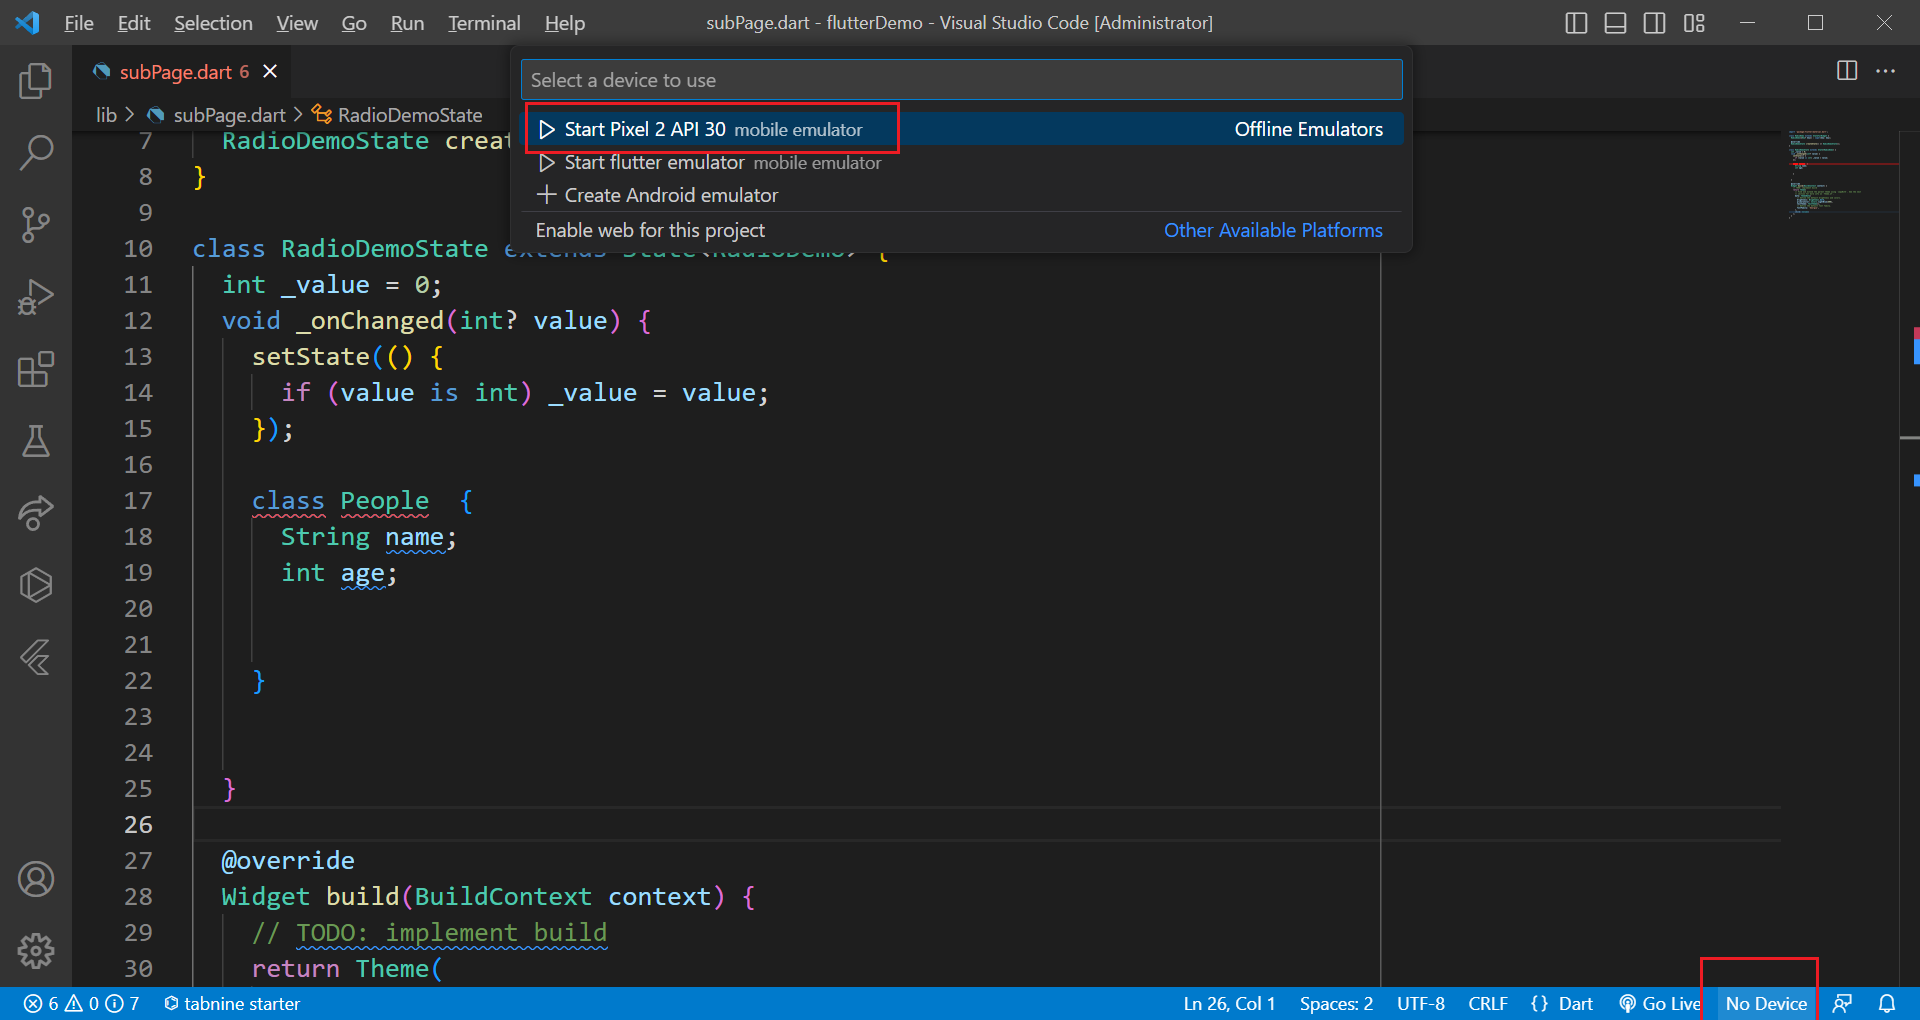 File Edit Selection View Go Run Terminal Help subPage.dart - flutterDemo - Visual Studio Code [Administrator]
subPage.dart 6
lib > subPage.dart > RadioDemoState
Select a device to use
Start Pixel 2 API 30 mobile emulator Offline Emulators
Start flutter emulator mobile emulator
Create Android emulator
Enable web for this project Other Available Platforms
7 RadioDemoState creat
8 }
9
10 class RadioDemoState extends State<RadioDemo> {
11 int _value = 0;
12 void _onChanged(int? value) {
13 setState(() {
14 if (value is int) _value = value;
15 });
16
17 class People  {
18 String name;
19 int age;
20
21
22 }
23
24
25 }
26
27 @override
28 Widget build(BuildContext context) {
29 // TODO: implement build
30 return Theme(
6 0 7 tabnine starter Ln 26, Col 1 Spaces: 2 UTF-8 CRLF {} Dart Go Live No Device